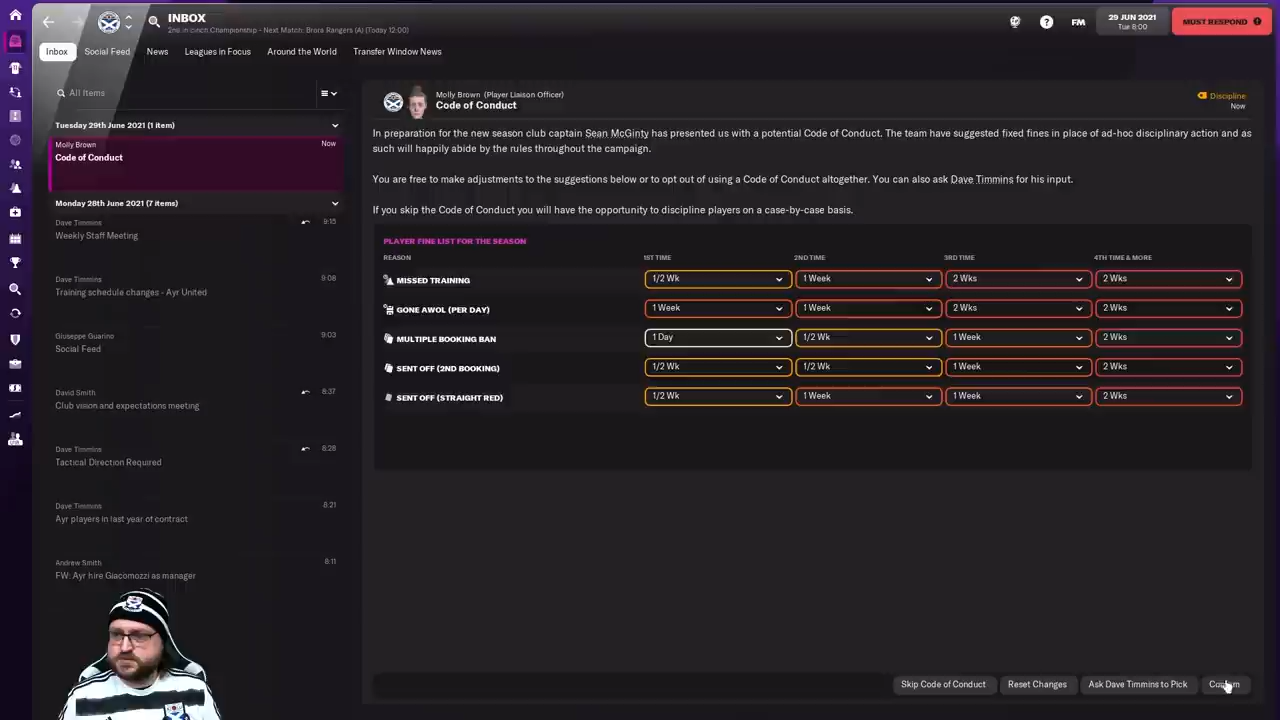 INBOX
2nd in cinch Championship - Next Match: Brora Rangers (A) (Today 12:00)
FM
29 JUN 2021
Tue 8:00
MUST RESPOND
Inbox Social Feed News Leagues in Focus Around the World Transfer Window News
All Items
Tuesday 29th June 2021 (1 item)
Molly Brown Now
Code of Conduct
Monday 28th June 2021 (7 items)
Dave Timmins 9:15
Weekly Staff Meeting
Dave Timmins 9:08
Training schedule changes - Ayr United
Giuseppe Guarino 9:03
Social Feed
David Smith 8:37
Club vision and expectations meeting
Dave Timmins 8:28
Tactical Direction Required
Dave Timmins 8:21
Ayr players in last year of contract
Andrew Smith 8:11
FW: Ayr hire Giacomozzi as manager
Molly Brown (Player Liaison Officer)
Code of Conduct
Discipline
Now
In preparation for the new season club captain Sean McGinty has presented us with a potential Code of Conduct. The team have suggested fixed fines in place of ad-hoc disciplinary action and as
such will happily abide by the rules throughout the campaign.
You are free to make adjustments to the suggestions below or to opt out of using a Code of Conduct altogether. You can also ask Dave Timmins for his input.
If you skip the Code of Conduct you will have the opportunity to discipline players on a case-by-case basis.
PLAYER FINE LIST FOR THE SEASON
REASON 1ST TIME 2ND TIME 3RD TIME 4TH TIME & MORE
MISSED TRAINING 1/2 Wk 1 Week 2 Wks 2 Wks
GONE AWOL (PER DAY) 1 Week 1 Week 2 Wks 2 Wks
MULTIPLE BOOKING BAN 1 Day 1/2 Wk 1 Week 2 Wks
SENT OFF (2ND BOOKING) 1/2 Wk 1/2 Wk 1 Week 2 Wks
SENT OFF (STRAIGHT RED) 1/2 Wk 1 Week 1 Week 2 Wks
Skip Code of Conduct Reset Changes Ask Dave Timmins to Pick Confirm